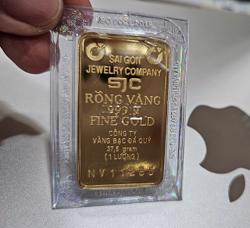 SAI GON
JEWELRY COMPANY
SJC
RỒNG VÀNG
999.9
FINE GOLD
CÔNG TY
VÀNG BẠC ĐÁ QUÝ
37,5 gram
(1 LƯỢNG)